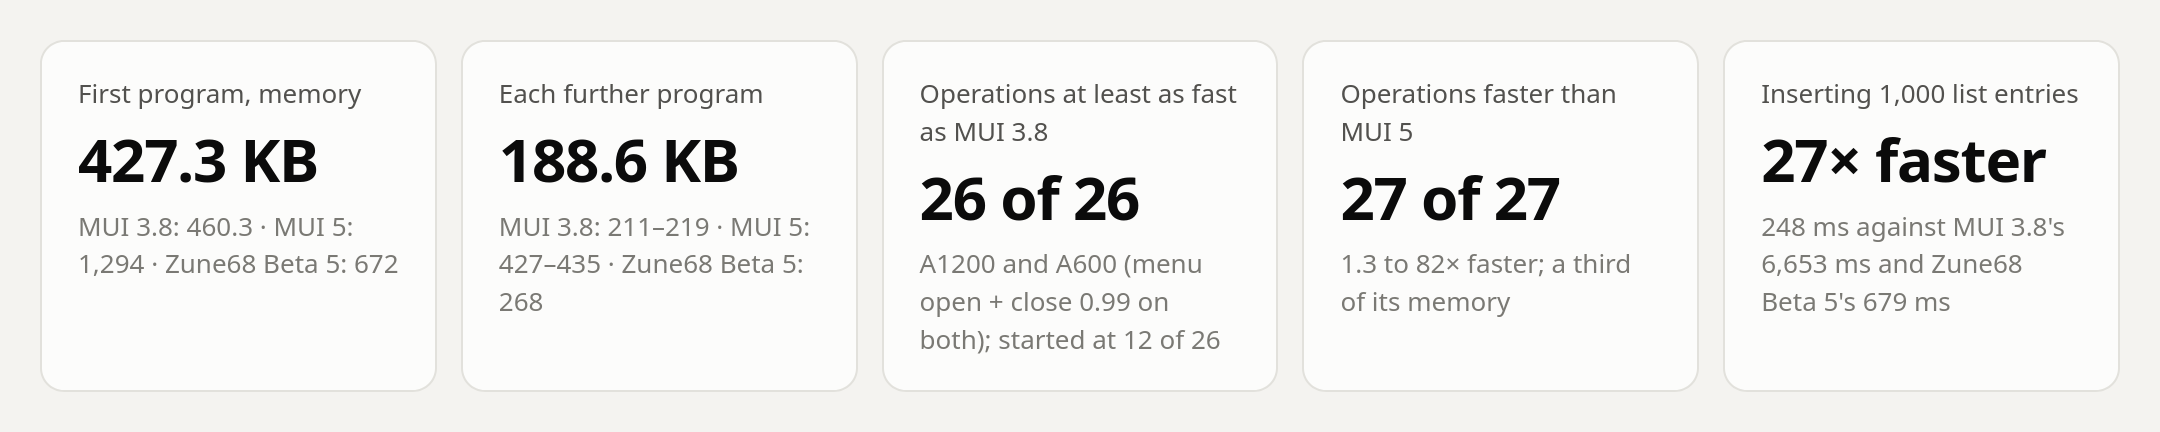 First program, memory
427.3 KB
MUI 3.8: 460.3 · MUI 5:
1,294 · Zune68 Beta 5: 672
Each further program
188.6 KB
MUI 3.8: 211–219 · MUI 5:
427–435 · Zune68 Beta 5:
268
Operations at least as fast
as MUI 3.8
26 of 26
A1200 and A600 (menu
open + close 0.99 on
both); started at 12 of 26
Operations faster than
MUI 5
27 of 27
1.3 to 82× faster; a third
of its memory
Inserting 1,000 list entries
27× faster
248 ms against MUI 3.8's
6,653 ms and Zune68
Beta 5's 679 ms